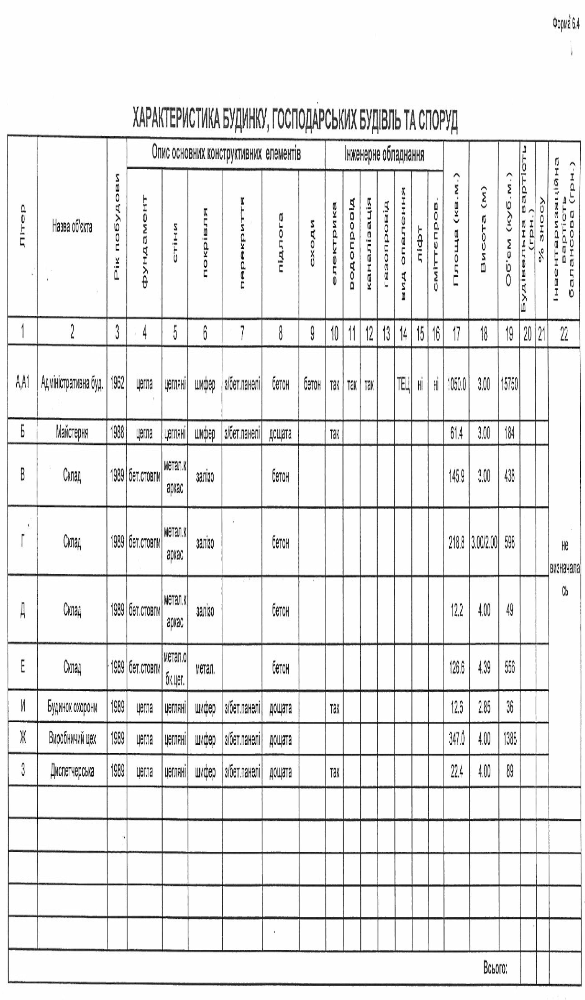 Форма 6.4
ХАРАКТЕРИСТИКА БУДИНКУ, ГОСПОДАРСЬКИХ БУДІВЛЬ ТА СПОРУД
Літер
Назва об'єкта
Рік побудови
Опис основних конструктивних елементів
Інженерне обладнання
фундамент
стіни
покрівля
перекриття
підлога
сходи
електрика
водопровід
каналізація
газопровід
вид опалення
ліфт
сміттєпров.
Площа (кв.м.)
Висота (м)
Об'єм (куб.м.)
Будівельна вартість
(грн.)
% зносу
Інвентаризаційна
вартість
балансова (грн.)
1 2 3 4 5 6 7 8 9 10 11 12 13 14 15 16 17 18 19 20 21 22
А,А1 Адміністративна буд. 1962 цегла цегляні шифер з/бет.панелі бетон бетон так так так ТЕЦ ні ні 1050.0 3.00 15750
Б Майстерня 1988 цегла цегляні шифер з/бет.панелі дощата так 61.4 3.00 184
В Склад 1989 бет.стовпи метал.к
аркас залізо бетон 145.9 3.00 438
Г Склад 1989 бет.стовпи метал.к
аркас залізо бетон 218.8 3.00/2.00 598
не
визначала
сь
Д Склад 1989 бет.стовпи метал.к
аркас залізо бетон 12.2 4.00 49
Е Склад 1989 бет.стовпи метал.о
бк.цег. метал. бетон 126.6 4.39 556
И Будинок охорони 1989 цегла цегляні шифер з/бет.панелі дощата так 12.6 2.85 36
Ж Виробничий цех 1989 цегла цегляні шифер з/бет.панелі дощата 347.0 4.00 1388
З Диспетчерська 1989 цегла цегляні шифер з/бет.панелі дощата так 22.4 4.00 89
Всього: